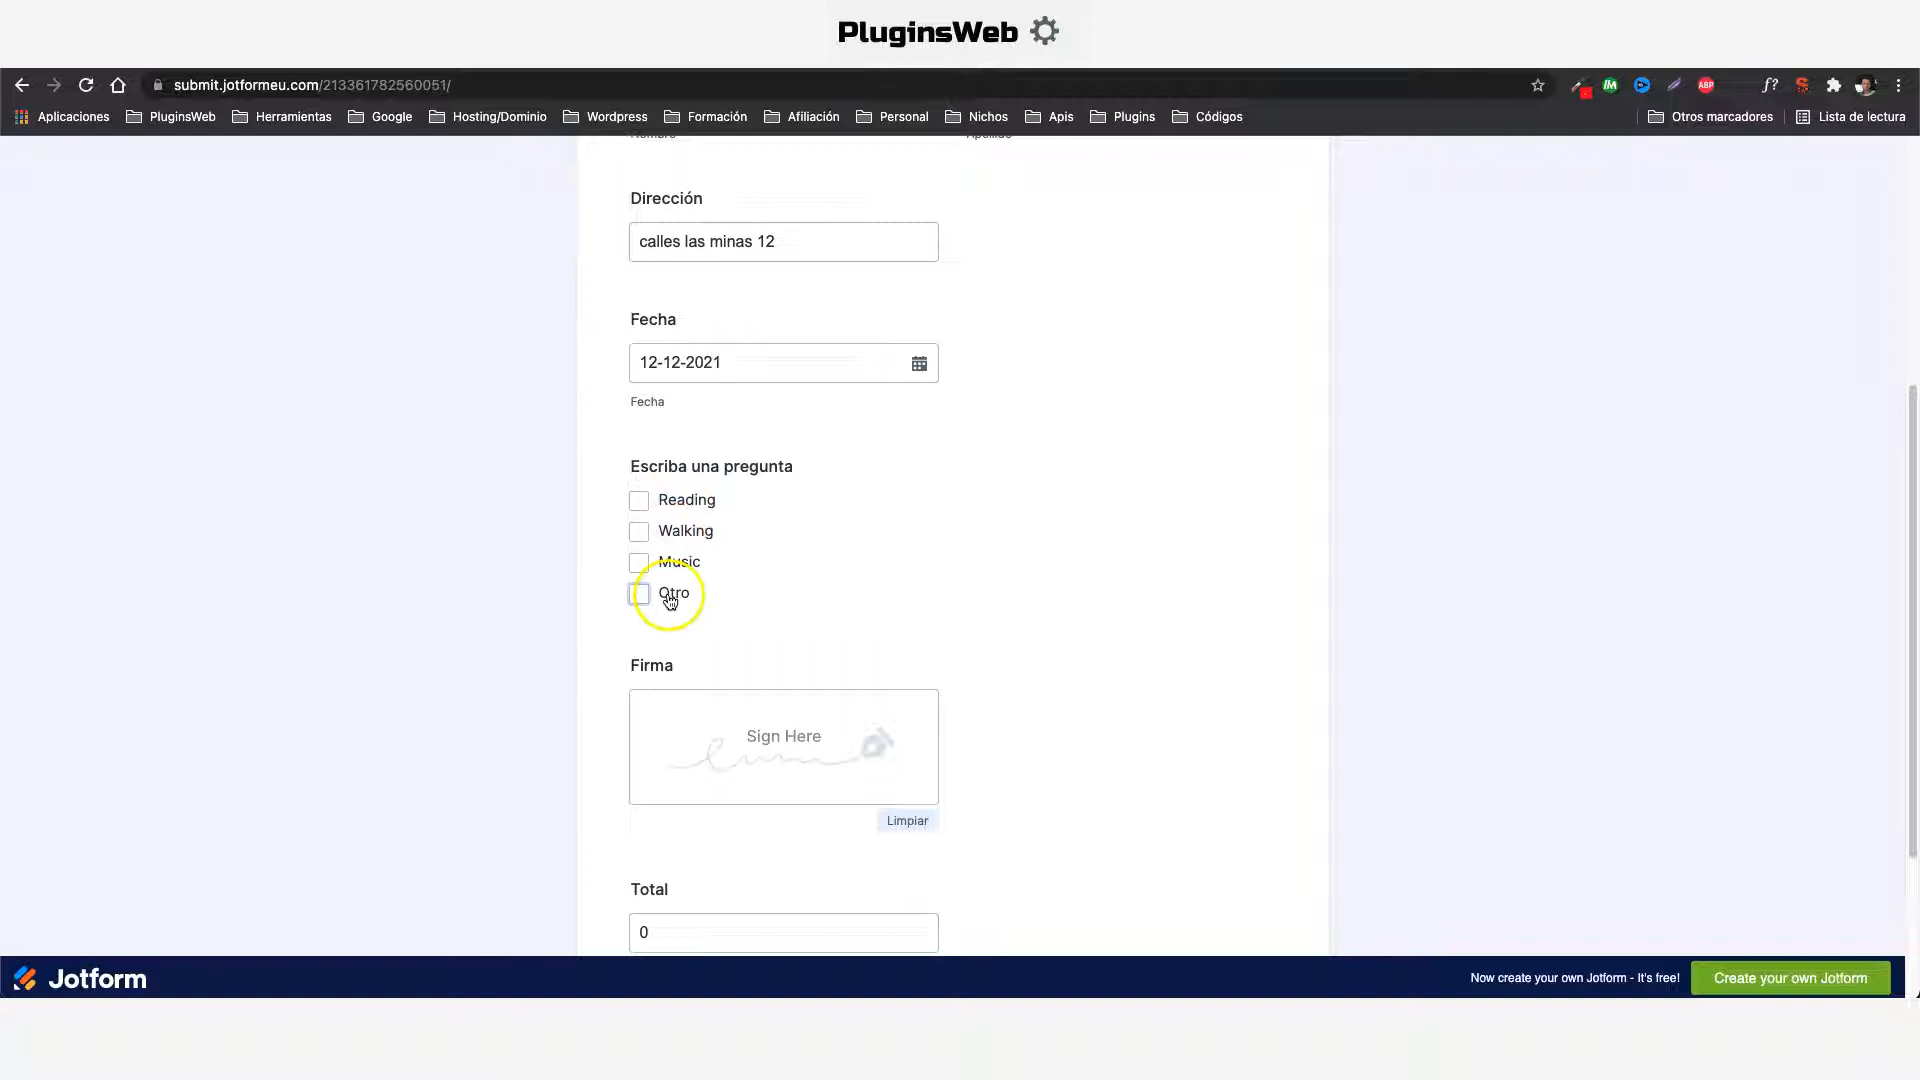 PluginsWeb
submit.jotformeu.com/213361782560051/
Aplicaciones PluginsWeb Herramientas Google Hosting/Dominio Wordpress Formación Afiliación Personal Nichos Apis Plugins Códigos Otros marcadores Lista de lectura
Dirección
calles las minas 12
Fecha
12-12-2021
Fecha
Escriba una pregunta
Reading
Walking
Music
Otro
Firma
Sign Here
Limpiar
Total
0
Jotform Now create your own Jotform - It's free! Create your own Jotform